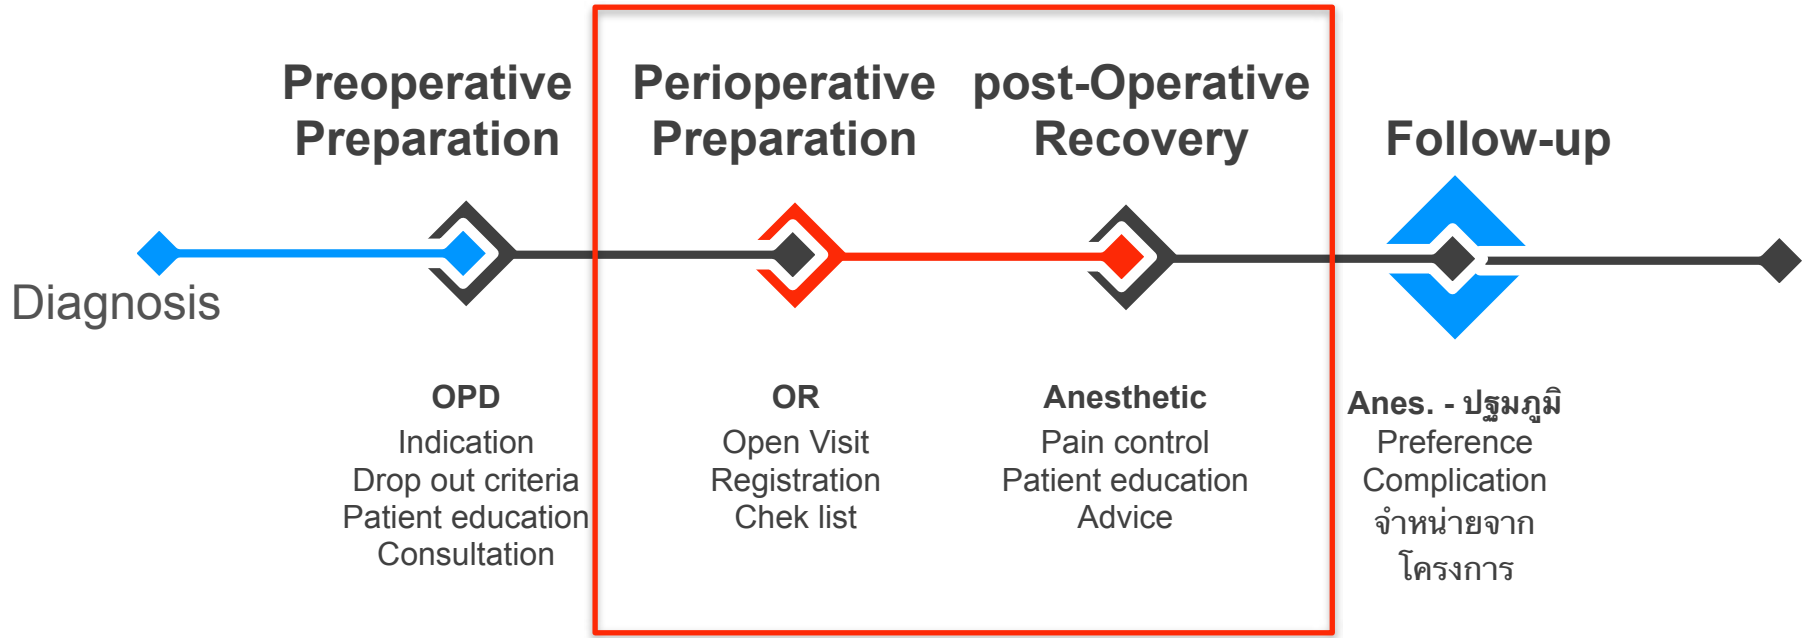 Preoperative
Preparation
Perioperative
Preparation
post-Operative
Recovery
Follow-up
Diagnosis
OPD
Indication
Drop out criteria
Patient education
Consultation
OR
Open Visit
Registration
Chek list
Anesthetic
Pain control
Patient education
Advice
Anes. - ปฐมภูมิ
Preference
Complication
จำหน่ายจาก
โครงการ